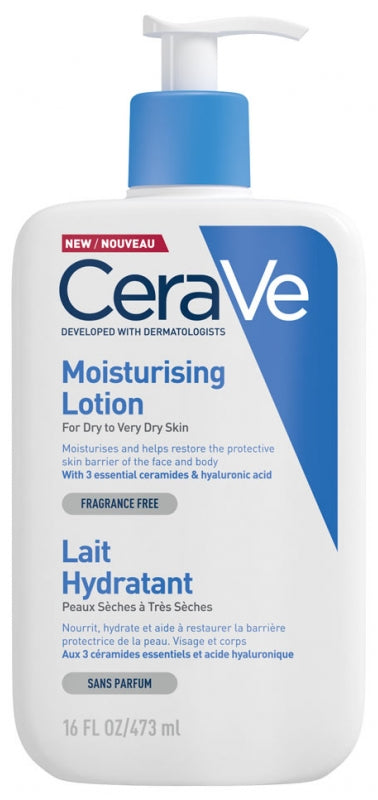 NEW / NOUVEAU
CeraVe
DEVELOPED WITH DERMATOLOGISTS
Moisturising
Lotion
For Dry to Very Dry Skin
Moisturises and helps restore the protective
skin barrier of the face and body
With 3 essential ceramides & hyaluronic acid
FRAGRANCE FREE
Lait
Hydratant
Peaux Sèches à Très Sèches
Nourrit, hydrate et aide à restaurer la barrière
protectrice de la peau. Visage et corps
Aux 3 céramides essentiels et acide hyaluronique
SANS PARFUM
16 FL OZ/473 ml